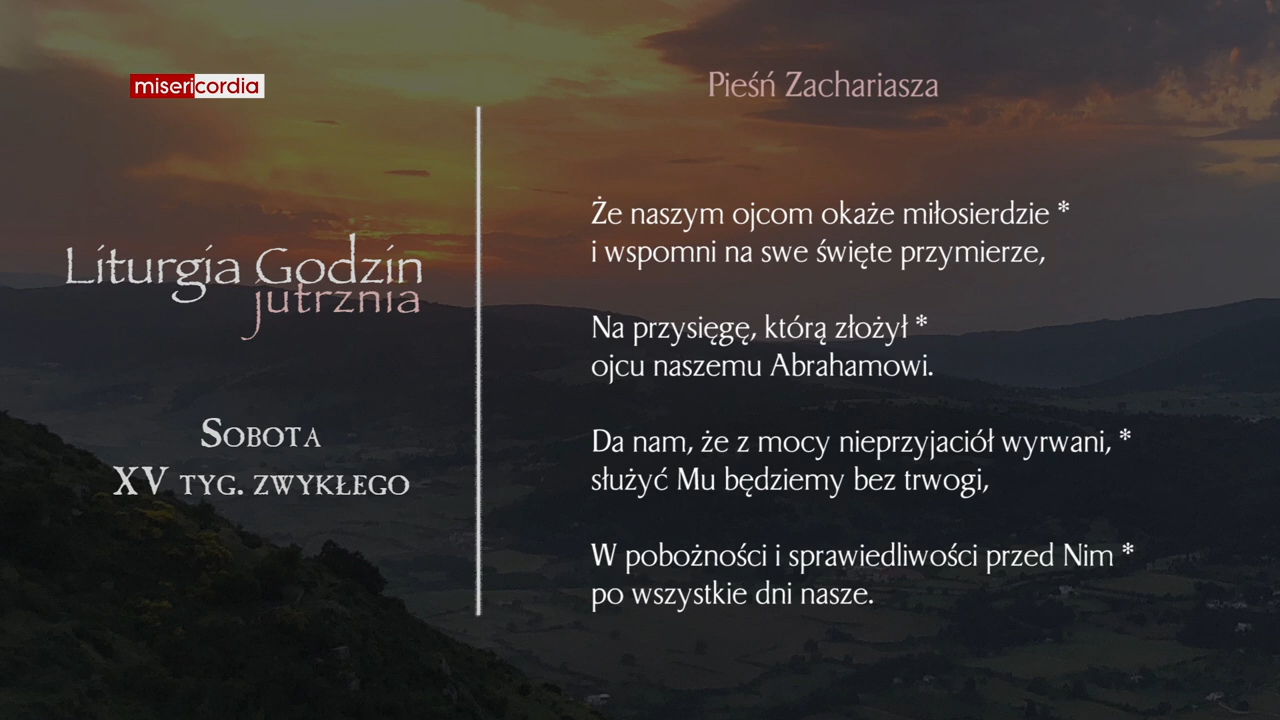 misericordia
Liturgia Godzin
jutrznia
Sobota
XV tyg. zwykłego
Pieśń Zachariasza
Że naszym ojcom okaże miłosierdzie *
i wspomni na swe święte przymierze,
Na przysięgę, którą złożył *
ojcu naszemu Abrahamowi.
Da nam, że z mocy nieprzyjaciół wyrwani, *
służyć Mu będziemy bez trwogi,
W pobożności i sprawiedliwości przed Nim *
po wszystkie dni nasze.